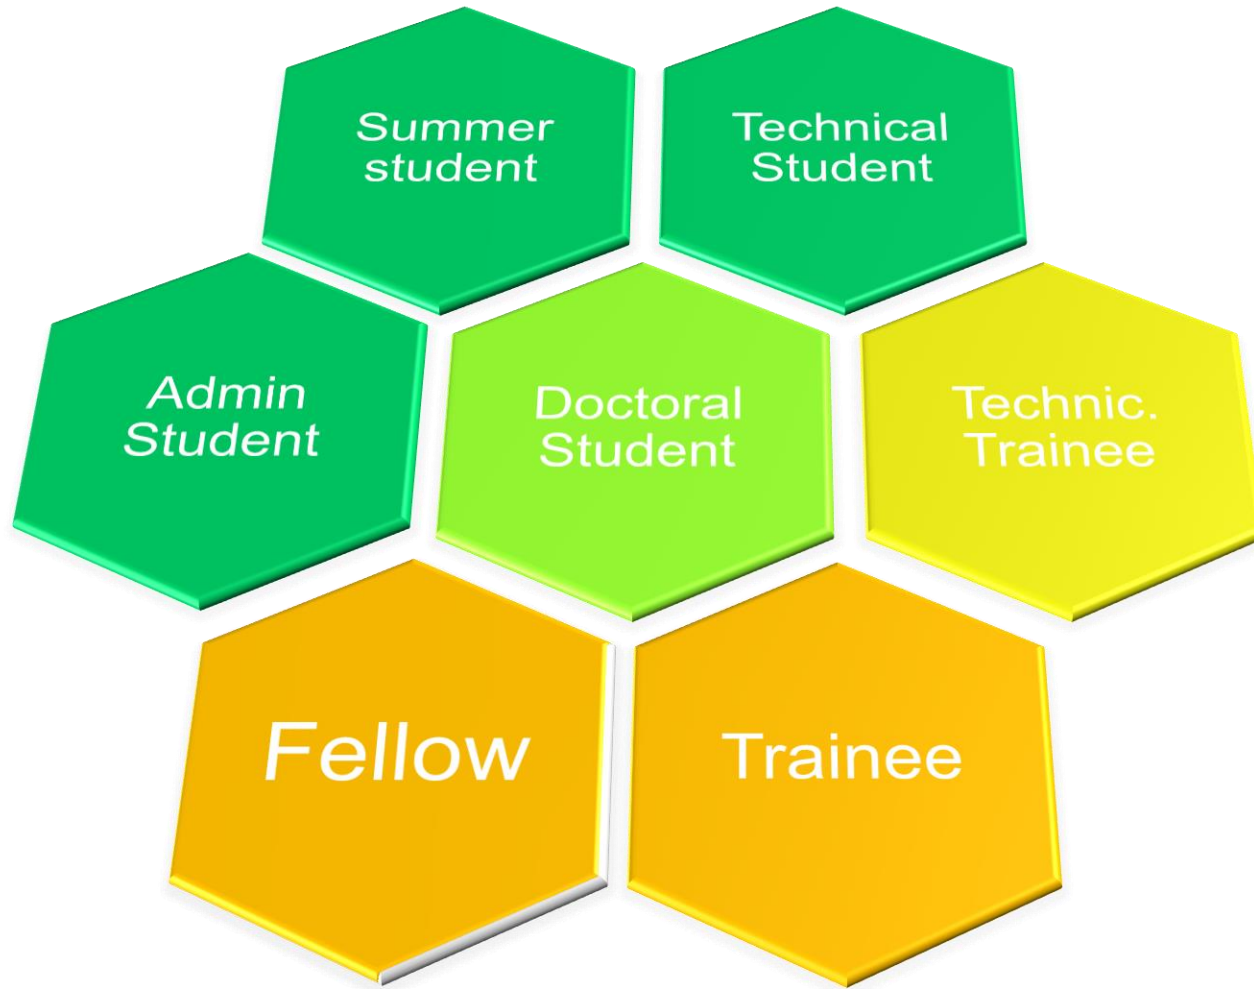 Summer
student
Technical
Student
Admin
Student
Doctoral
Student
Technic.
Trainee
Fellow
Trainee